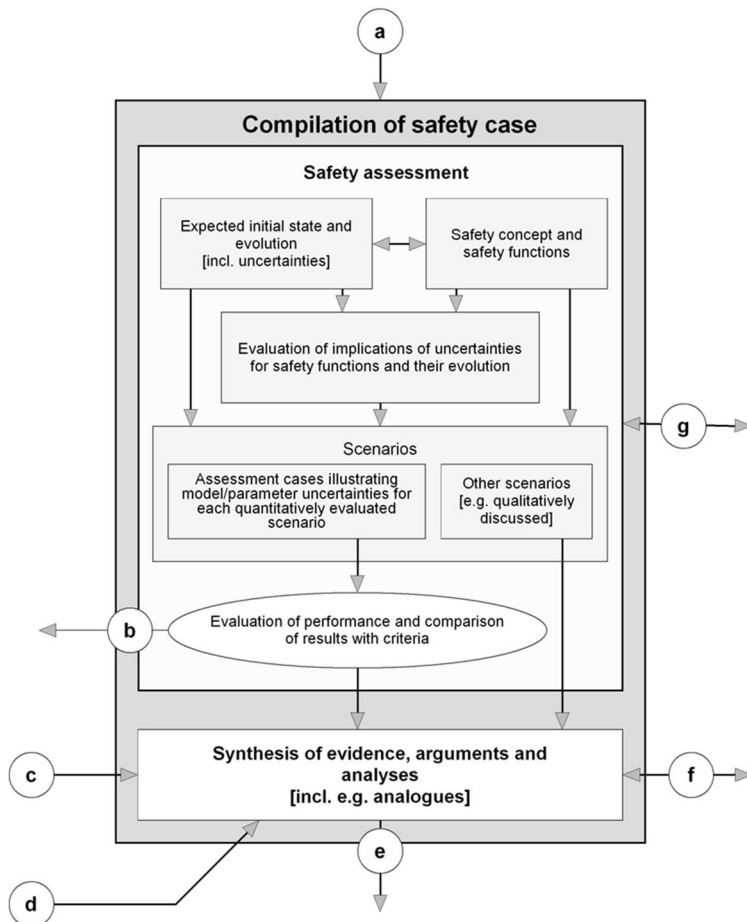 a
Compilation of safety case
Safety assessment
Expected initial state and
evolution
[incl. uncertainties]
Safety concept and
safety functions
Evaluation of implications of uncertainties
for safety functions and their evolution
g
Scenarios
Assessment cases illustrating
model/parameter uncertainties for
each quantitatively evaluated
scenario
Other scenarios
[e.g. qualitatively
discussed]
b
Evaluation of performance and comparison
of results with criteria
c
Synthesis of evidence, arguments and
analyses
[incl. e.g. analogues]
f
e
d